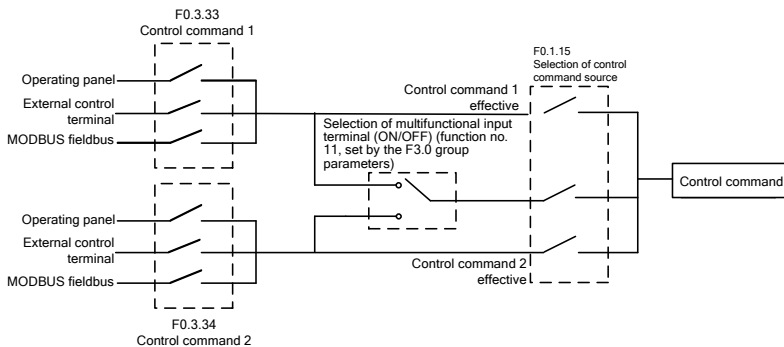 F0.3.33
Control command 1
Operating panel
External control
terminal
MODBUS fieldbus
Control command 1
effective
F0.1.15
Selection of control
command source
Selection of multifunctional input
terminal (ON/OFF) (function no.
11, set by the F3.0 group
parameters)
Control command
Operating panel
External control
terminal
MODBUS fieldbus
Control command 2
effective
F0.3.34
Control command 2